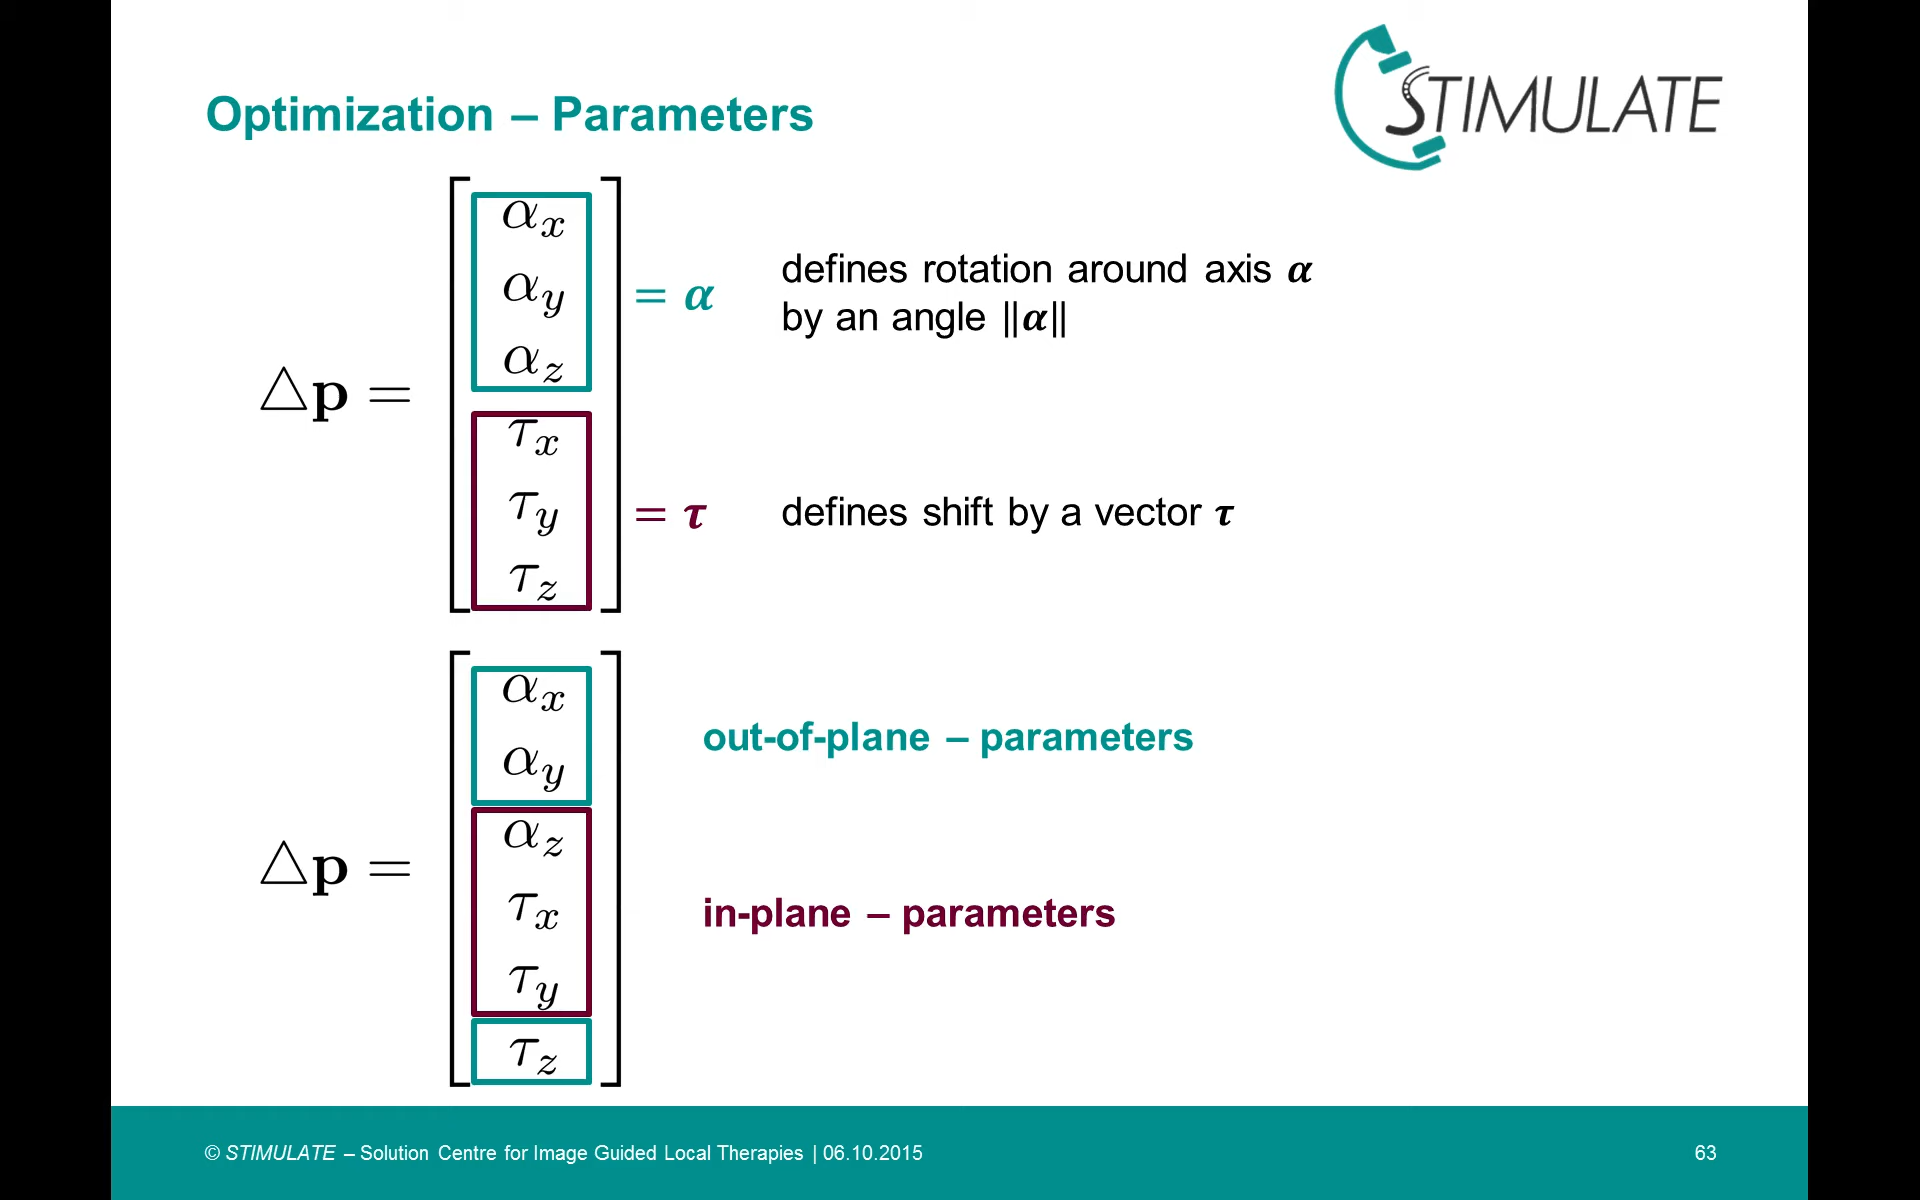 STIMULATE
Optimization – Parameters
△p = [ αx
αy
αz
τx
τy
τz ]
= α
defines rotation around axis α
by an angle ‖α‖
= τ
defines shift by a vector τ
△p = [ αx
αy
αz
τx
τy
τz ]
out-of-plane – parameters
in-plane – parameters
© STIMULATE – Solution Centre for Image Guided Local Therapies | 06.10.2015
63